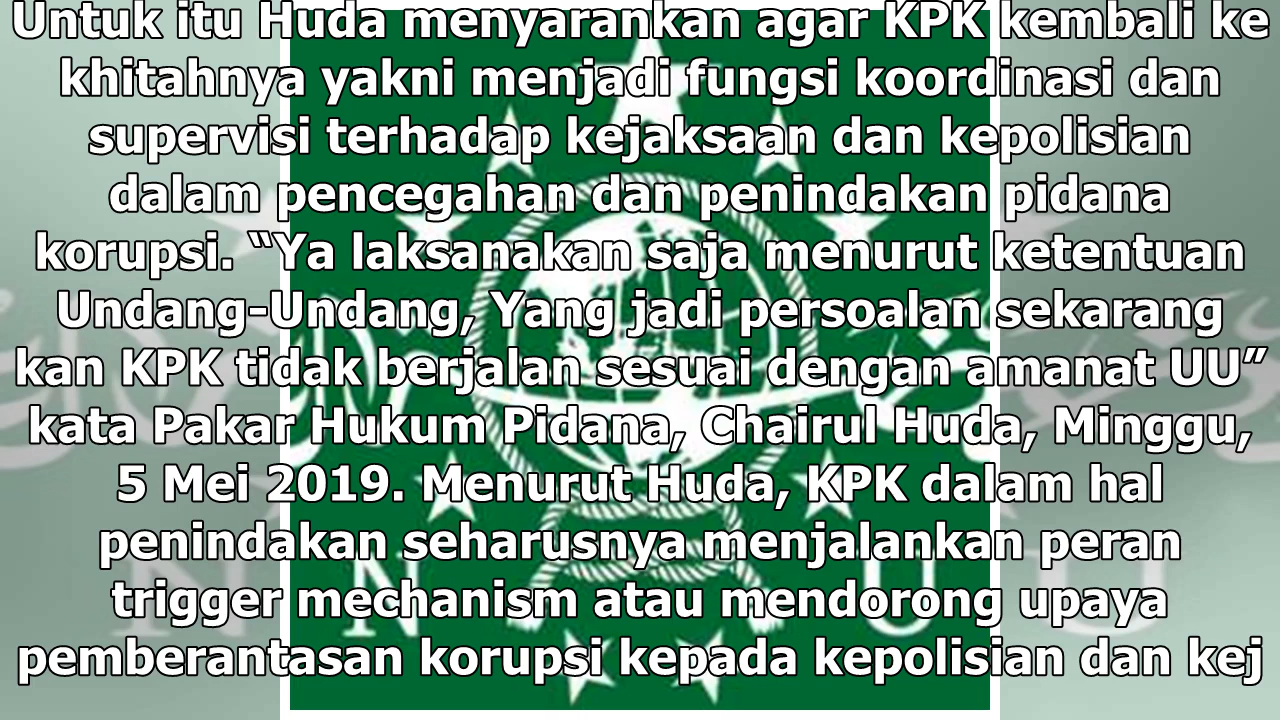 Untuk itu Huda menyarankan agar KPK kembali ke
khitahnya yakni menjadi fungsi koordinasi dan
supervisi terhadap kejaksaan dan kepolisian
dalam pencegahan dan penindakan pidana
korupsi. “Ya laksanakan saja menurut ketentuan
Undang-Undang, Yang jadi persoalan sekarang
kan KPK tidak berjalan sesuai dengan amanat UU”
kata Pakar Hukum Pidana, Chairul Huda, Minggu,
5 Mei 2019. Menurut Huda, KPK dalam hal
penindakan seharusnya menjalankan peran
trigger mechanism atau mendorong upaya
pemberantasan korupsi kepada kepolisian dan kej
N U